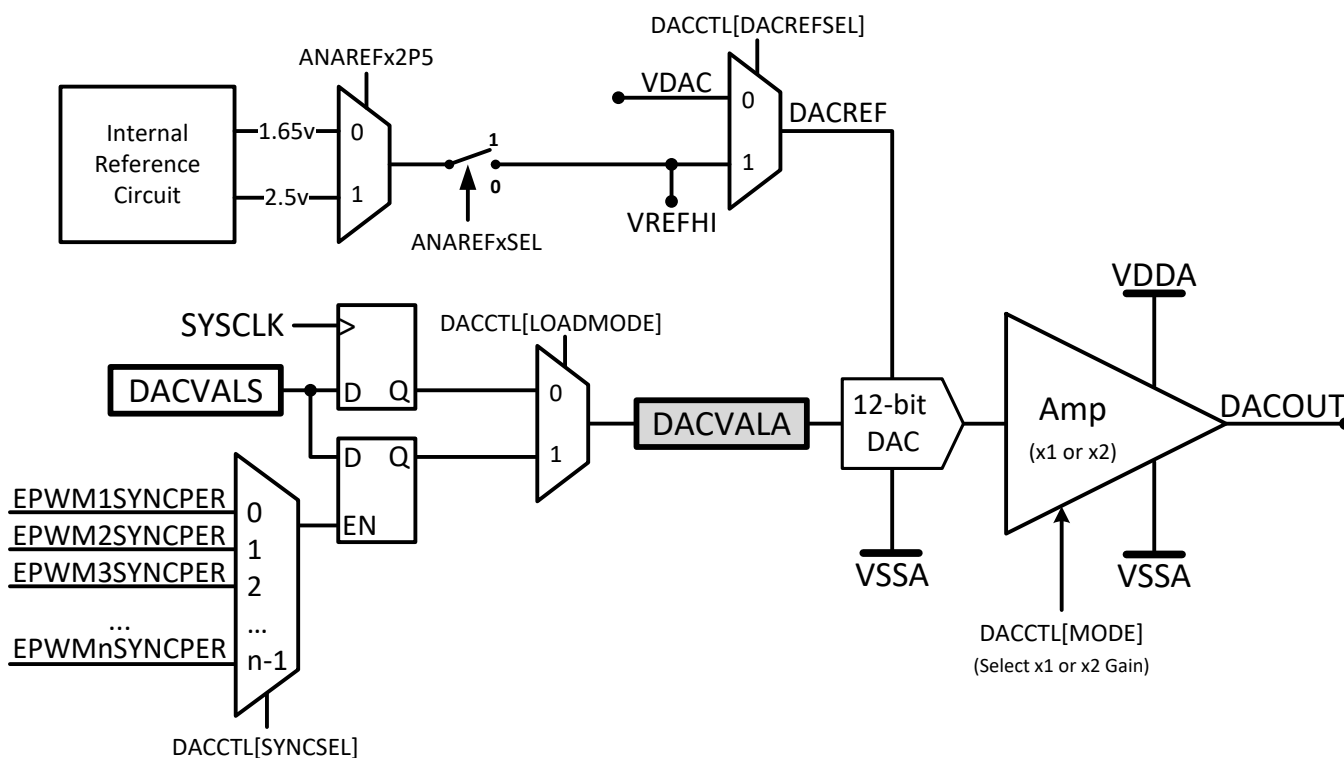 DACCTL[DACREFSEL]
ANAREFx2P5
VDAC
0
DACREF
Internal
Reference
Circuit
1.65v
0
2.5v
1
1
0
1
ANAREFxSEL
VREFHI
VDDA
SYSCLK
>
DACCTL[LOADMODE]
DACVALS
D
Q
0
1
DACVALA
12-bit
DAC
Amp
(x1 or x2)
DACOUT
D
Q
EN
EPWM1SYNCPER
0
EPWM2SYNCPER
1
EPWM3SYNCPER
2
...
...
EPWMnSYNCPER
n-1
VSSA
VSSA
DACCTL[MODE]
(Select x1 or x2 Gain)
DACCTL[SYNCSEL]